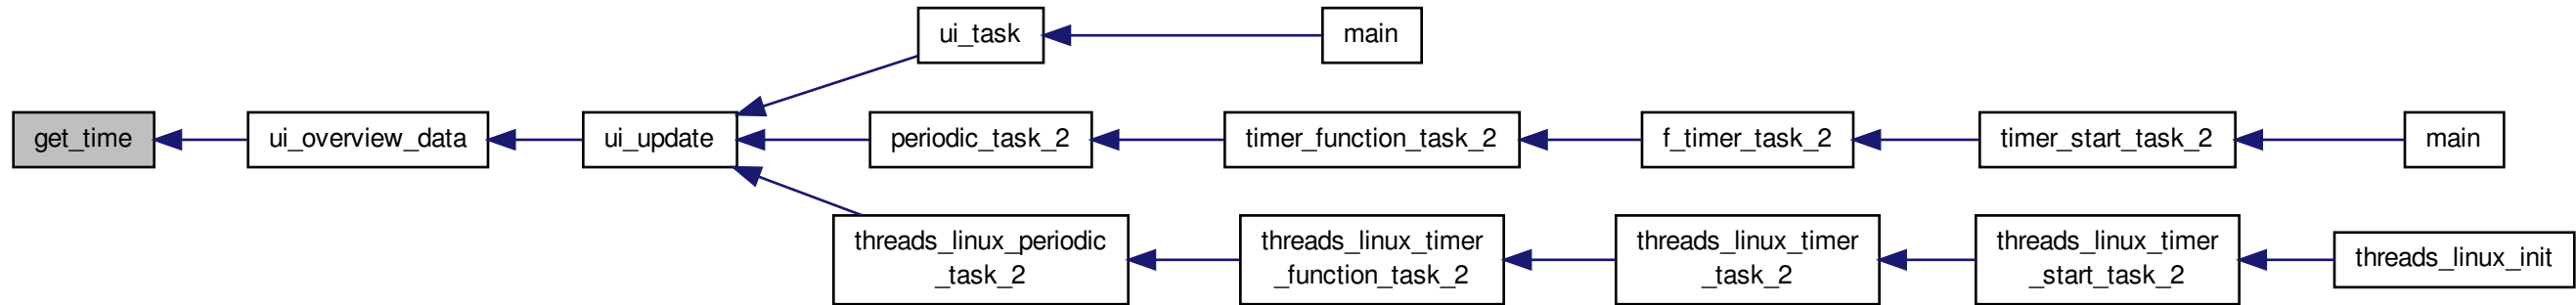 ui_task
main
get_time
ui_overview_data
ui_update
periodic_task_2
timer_function_task_2
f_timer_task_2
timer_start_task_2
main
threads_linux_periodic
_task_2
threads_linux_timer
_function_task_2
threads_linux_timer
_task_2
threads_linux_timer
_start_task_2
threads_linux_init